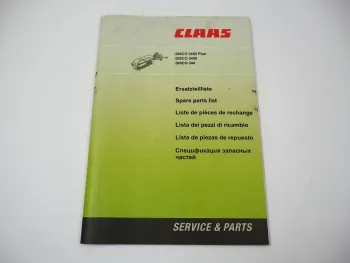 CLAAS
DISCO 3450 Plus
DISCO 3450
DISCO 340
Ersatzteilliste
Spare parts list
Liste de pièces de rechange
Lista dei pezzi di ricambio
Lista de piezas de repuesto
Спецификация запасных
частей
SERVICE & PARTS